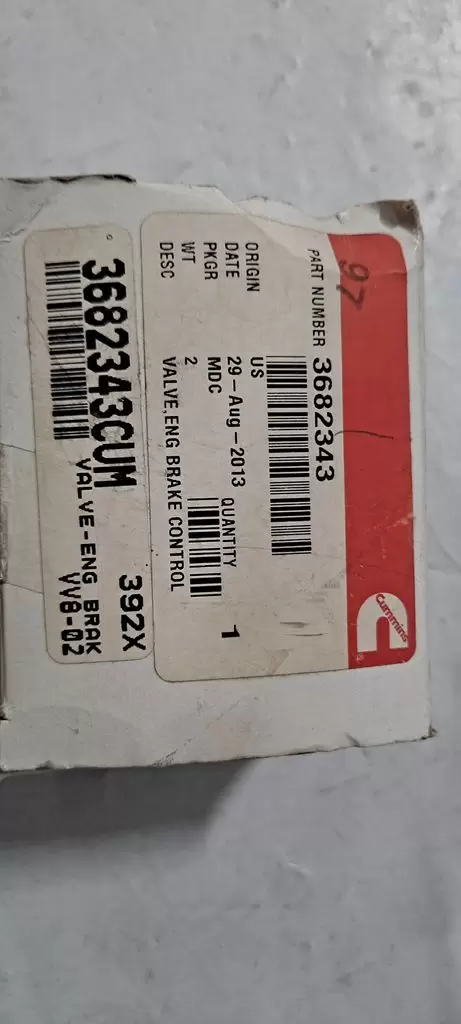 97
Cummins
PART NUMBER 3682343
ORIGIN US
DATE 29-Aug-2013 QUANTITY
PKGR MDC
WT 2 1
DESC VALVE,ENG BRAKE CONTROL
3682343CUM 392X
VALVE-ENG BRAK
VV8-02